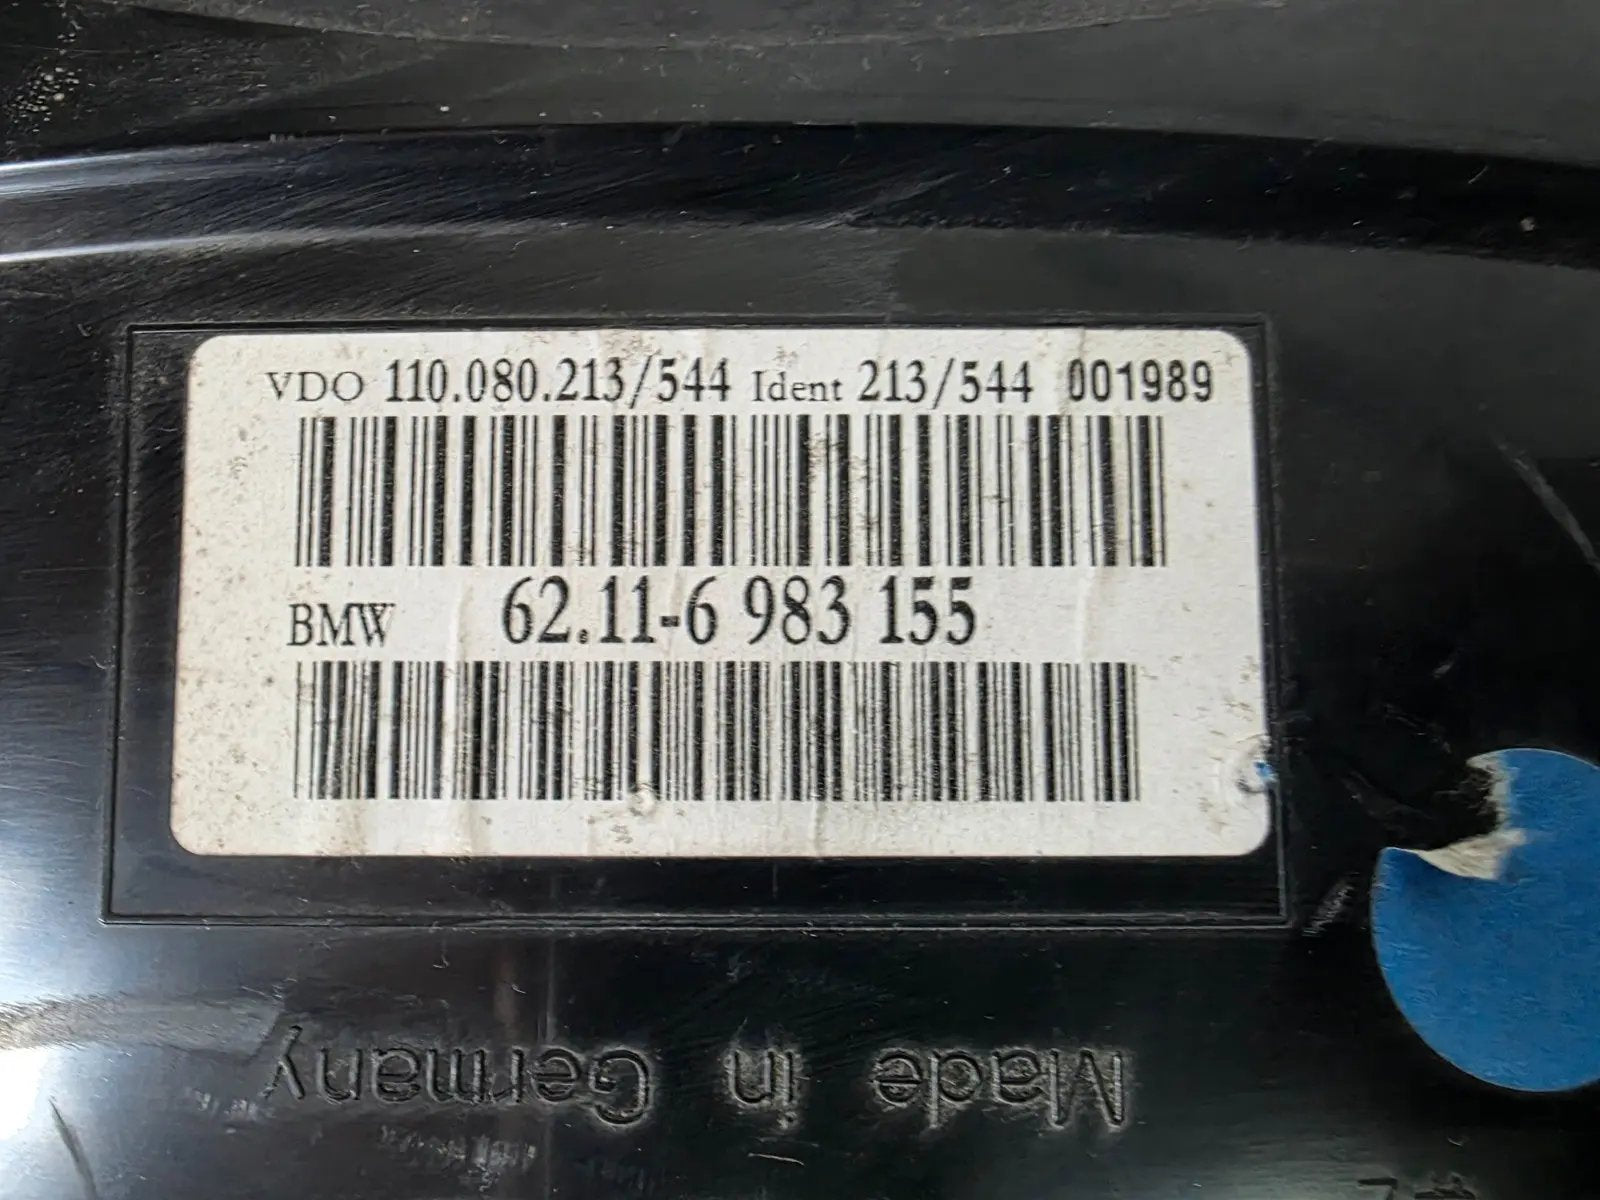 VDO 110.080.213/544 Ident 213/544 001989
BMW 62.11-6 983 155
Made in Germany